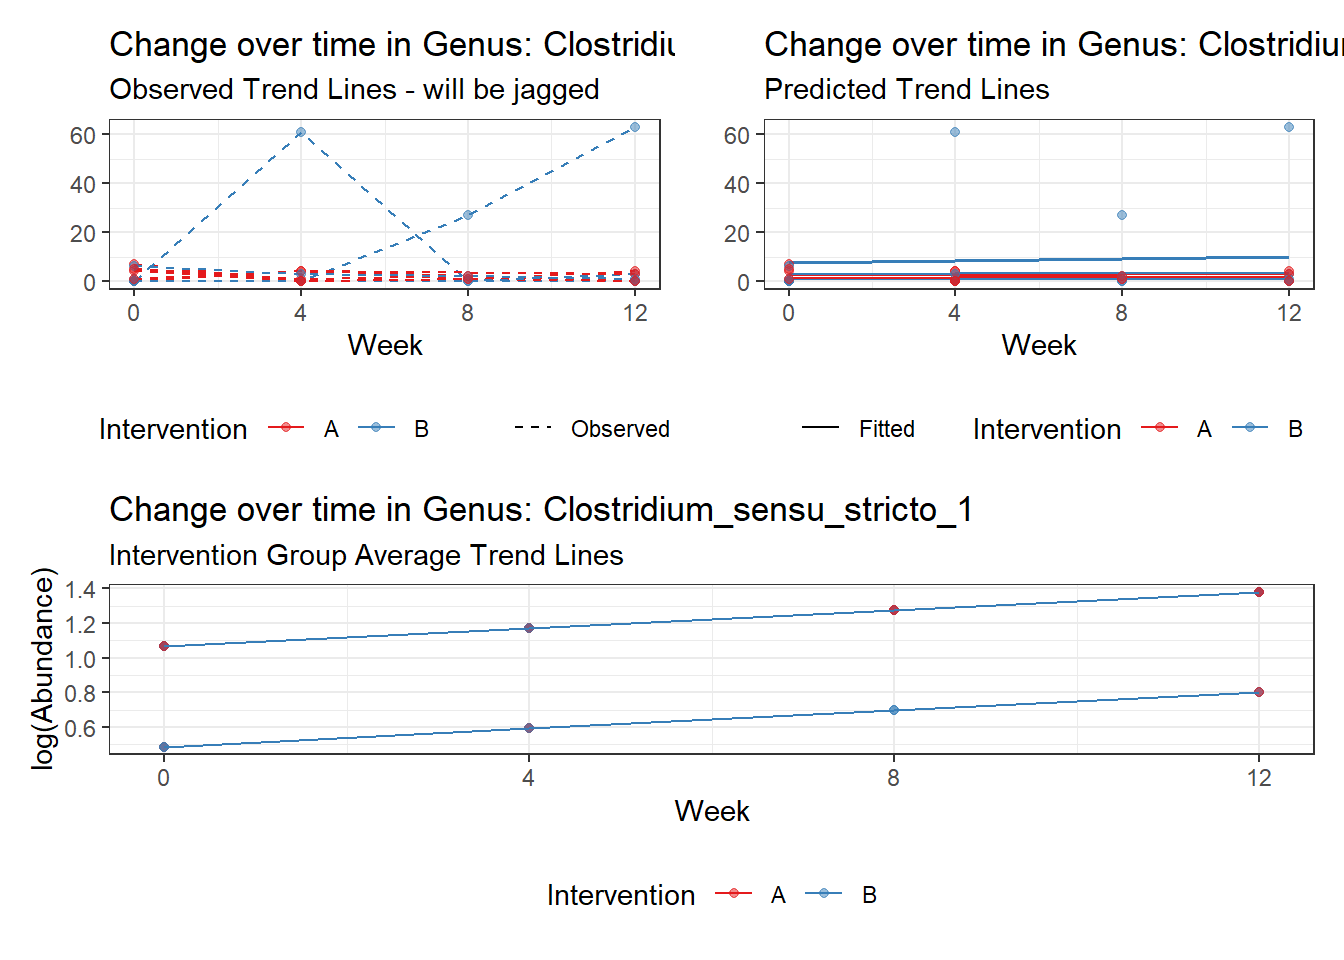 Change over time in Genus: Clostridiu
Observed Trend Lines - will be jagged
60
40
20
0
0 4 8 12
Week
Intervention A B Observed
Change over time in Genus: Clostridiur
Predicted Trend Lines
60
40
20
0
0 4 8 12
Week
Fitted Intervention A B
Change over time in Genus: Clostridium_sensu_stricto_1
Intervention Group Average Trend Lines
log(Abundance)
1.4
1.2
1.0
0.8
0.6
0 4 8 12
Week
Intervention A B